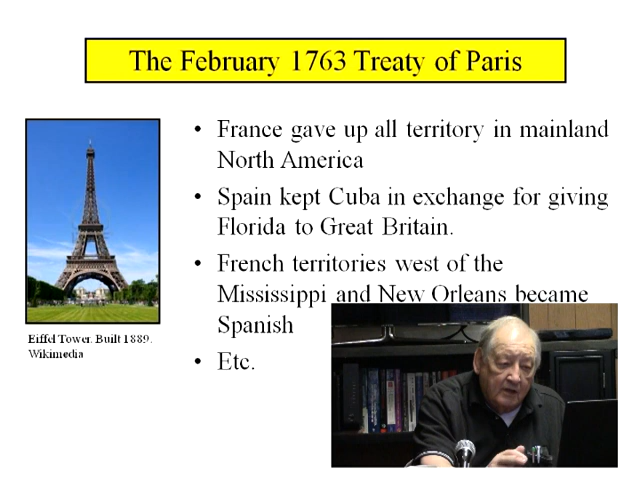 The February 1763 Treaty of Paris
• France gave up all territory in mainland
North America
• Spain kept Cuba in exchange for giving
Florida to Great Britain.
• French territories west of the
Mississippi and New Orleans became
Spanish
• Etc.
Eiffel Tower. Built 1889.
Wikimedia